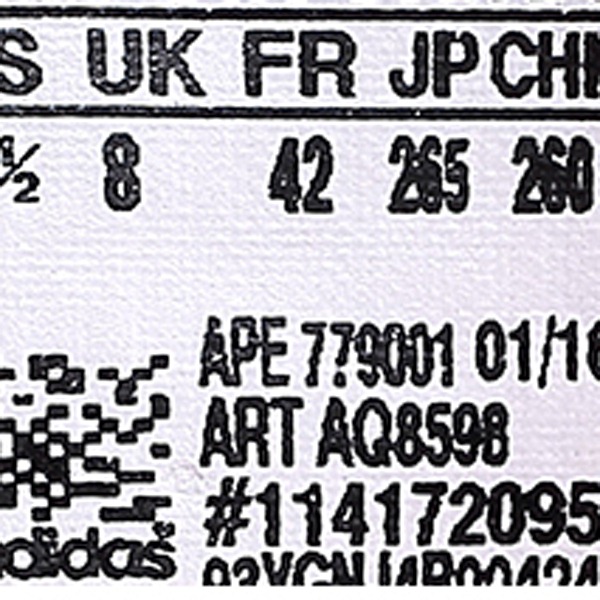 S UK FR JP CHN
½ 8 42 265 260
APE 779001 01/16
ART AQ8598
#114172095
adidas